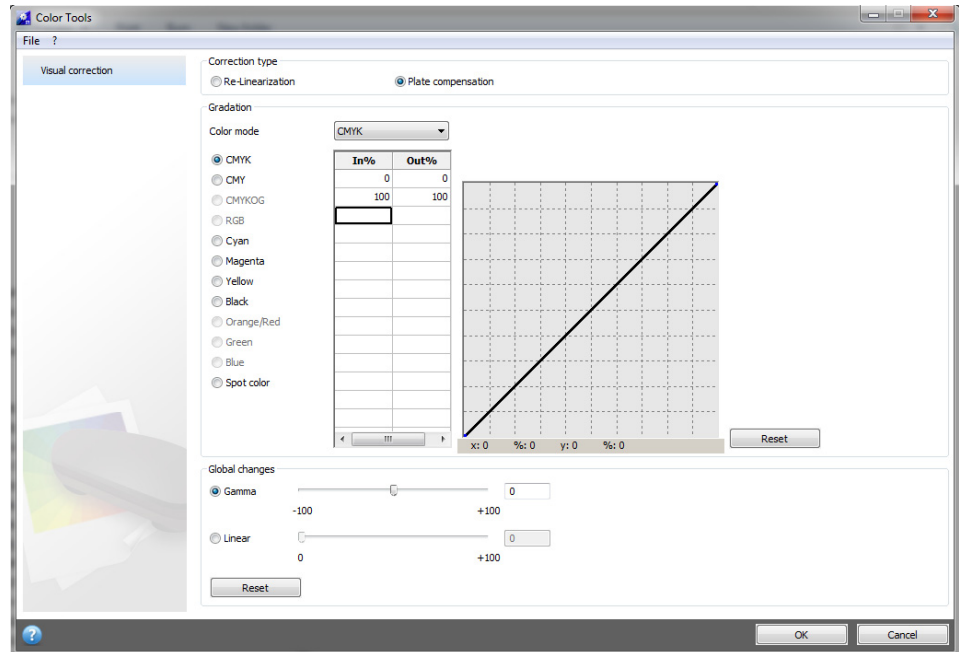 Color Tools
File ?
Visual correction
Correction type
Re-Linearization Plate compensation
Gradation
Color mode CMYK
CMYK
CMY
CMYKOG
RGB
Cyan
Magenta
Yellow
Black
Orange/Red
Green
Blue
Spot color
In% Out%
0 0
100 100
x: 0 %: 0 y: 0 %: 0
Reset
Global changes
Gamma 0
-100 +100
Linear 0
0 +100
Reset
? OK Cancel